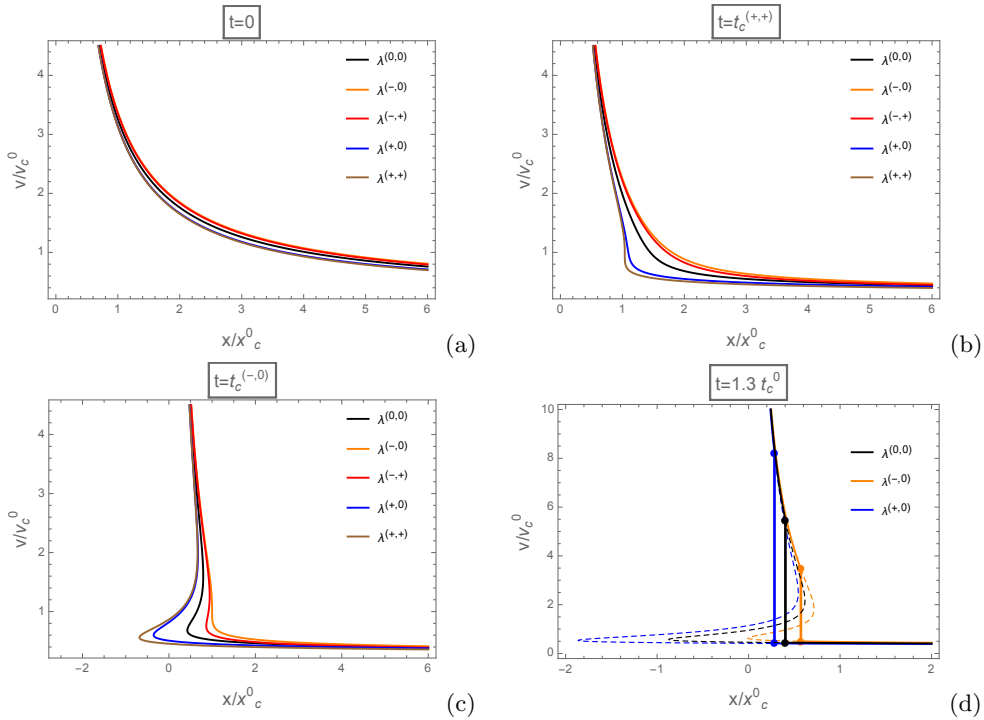 t=0
4
3
2
1
0 1 2 3 4 5 6
v/v_c^0
x/x^0_c
λ^(0,0)
λ^(-,0)
λ^(-,+)
λ^(+,0)
λ^(+,+)
(a)
t=t_c^(+,+)
4
3
2
1
0 1 2 3 4 5 6
v/v_c^0
x/x^0_c
λ^(0,0)
λ^(-,0)
λ^(-,+)
λ^(+,0)
λ^(+,+)
(b)
t=t_c^(-,0)
4
3
2
1
-2 0 2 4 6
v/v_c^0
x/x^0_c
λ^(0,0)
λ^(-,0)
λ^(-,+)
λ^(+,0)
λ^(+,+)
(c)
t=1.3 t_c^0
10
8
6
4
2
0
-2 -1 0 1 2
v/v_c^0
x/x^0_c
λ^(0,0)
λ^(-,0)
λ^(+,0)
(d)